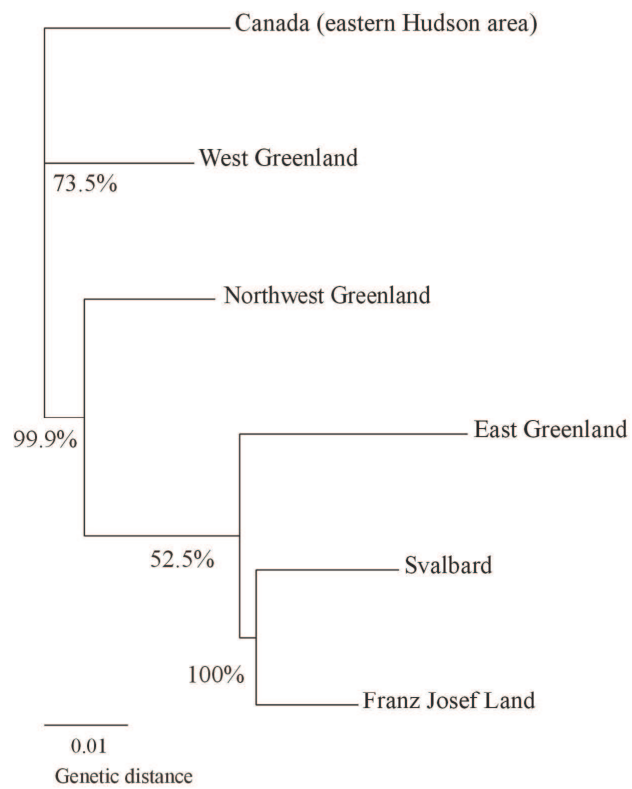 Canada (eastern Hudson area)
West Greenland
73.5%
Northwest Greenland
99.9%
East Greenland
52.5%
Svalbard
100%
Franz Josef Land
0.01
Genetic distance